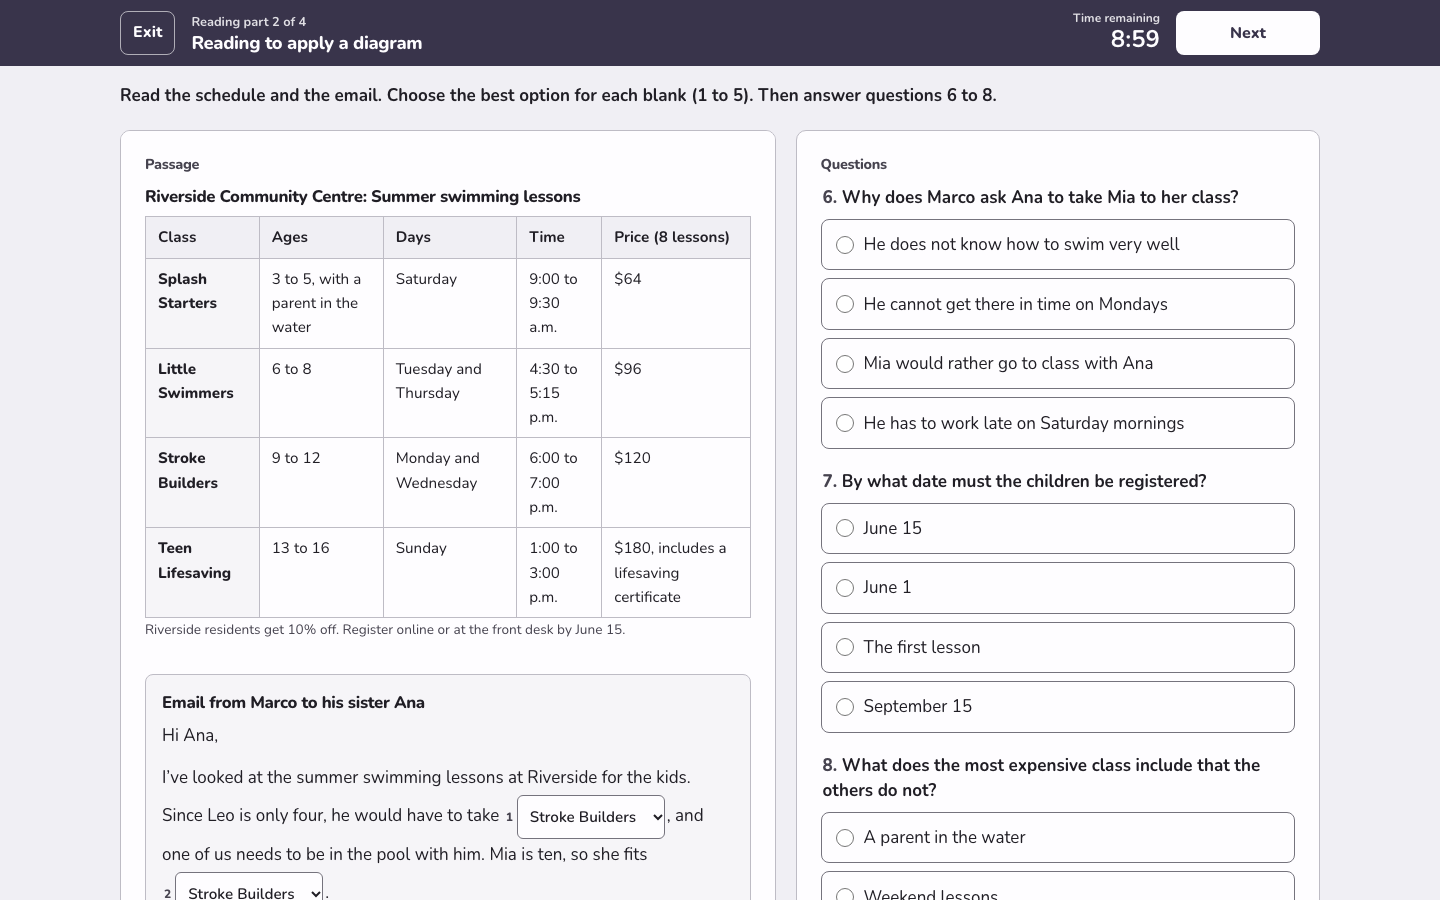 Exit
Reading part 2 of 4
Reading to apply a diagram
Time remaining
8:59
Next
Read the schedule and the email. Choose the best option for each blank (1 to 5). Then answer questions 6 to 8.
Passage
Riverside Community Centre: Summer swimming lessons
Class Ages Days Time Price (8 lessons)
Splash Starters 3 to 5, with a parent in the water Saturday 9:00 to 9:30 a.m. $64
Little Swimmers 6 to 8 Tuesday and Thursday 4:30 to 5:15 p.m. $96
Stroke Builders 9 to 12 Monday and Wednesday 6:00 to 7:00 p.m. $120
Teen Lifesaving 13 to 16 Sunday 1:00 to 3:00 p.m. $180, includes a lifesaving certificate
Riverside residents get 10% off. Register online or at the front desk by June 15.
Email from Marco to his sister Ana
Hi Ana,
I've looked at the summer swimming lessons at Riverside for the kids.
Since Leo is only four, he would have to take 1 Stroke Builders , and
one of us needs to be in the pool with him. Mia is ten, so she fits
2 Stroke Builders .
Questions
6. Why does Marco ask Ana to take Mia to her class?
He does not know how to swim very well
He cannot get there in time on Mondays
Mia would rather go to class with Ana
He has to work late on Saturday mornings
7. By what date must the children be registered?
June 15
June 1
The first lesson
September 15
8. What does the most expensive class include that the
others do not?
A parent in the water
Weekend lessons